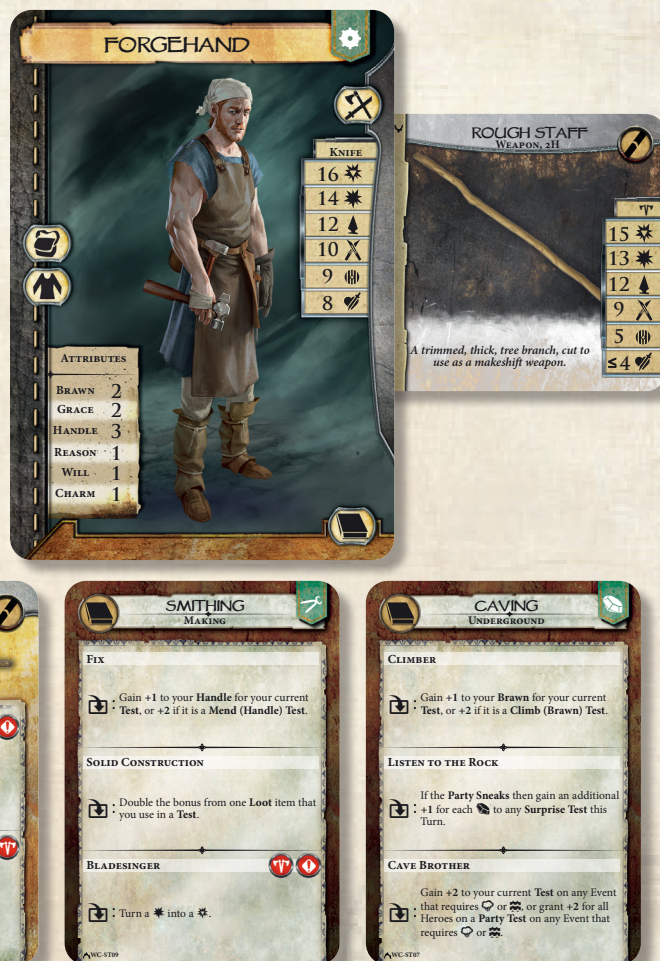 FORGEHAND
KNIFE
16
14
12
10
9
8
ATTRIBUTES
BRAWN 2
GRACE 2
HANDLE 3
REASON 1
WILL 1
CHARM 1
ROUGH STAFF
WEAPON, 2H
15
13
12
9
5
≤4
A trimmed, thick, tree branch, cut to
use as a makeshift weapon.
SMITHING
MAKING
FIX
: Gain +1 to your Handle for your current
Test, or +2 if it is a Mend (Handle) Test.
SOLID CONSTRUCTION
: Double the bonus from one Loot item that
you use in a Test.
BLADESINGER
: Turn a into a .
WC-ST09
CAVING
UNDERGROUND
CLIMBER
: Gain +1 to your Brawn for your current
Test, or +2 if it is a Climb (Brawn) Test.
LISTEN TO THE ROCK
: If the Party Sneaks then gain an additional
+1 for each to any Surprise Test this
Turn.
CAVE BROTHER
: Gain +2 to your current Test on any Event
that requires or , or grant +2 for all
Heroes on a Party Test on any Event that
requires or .
WC-ST07